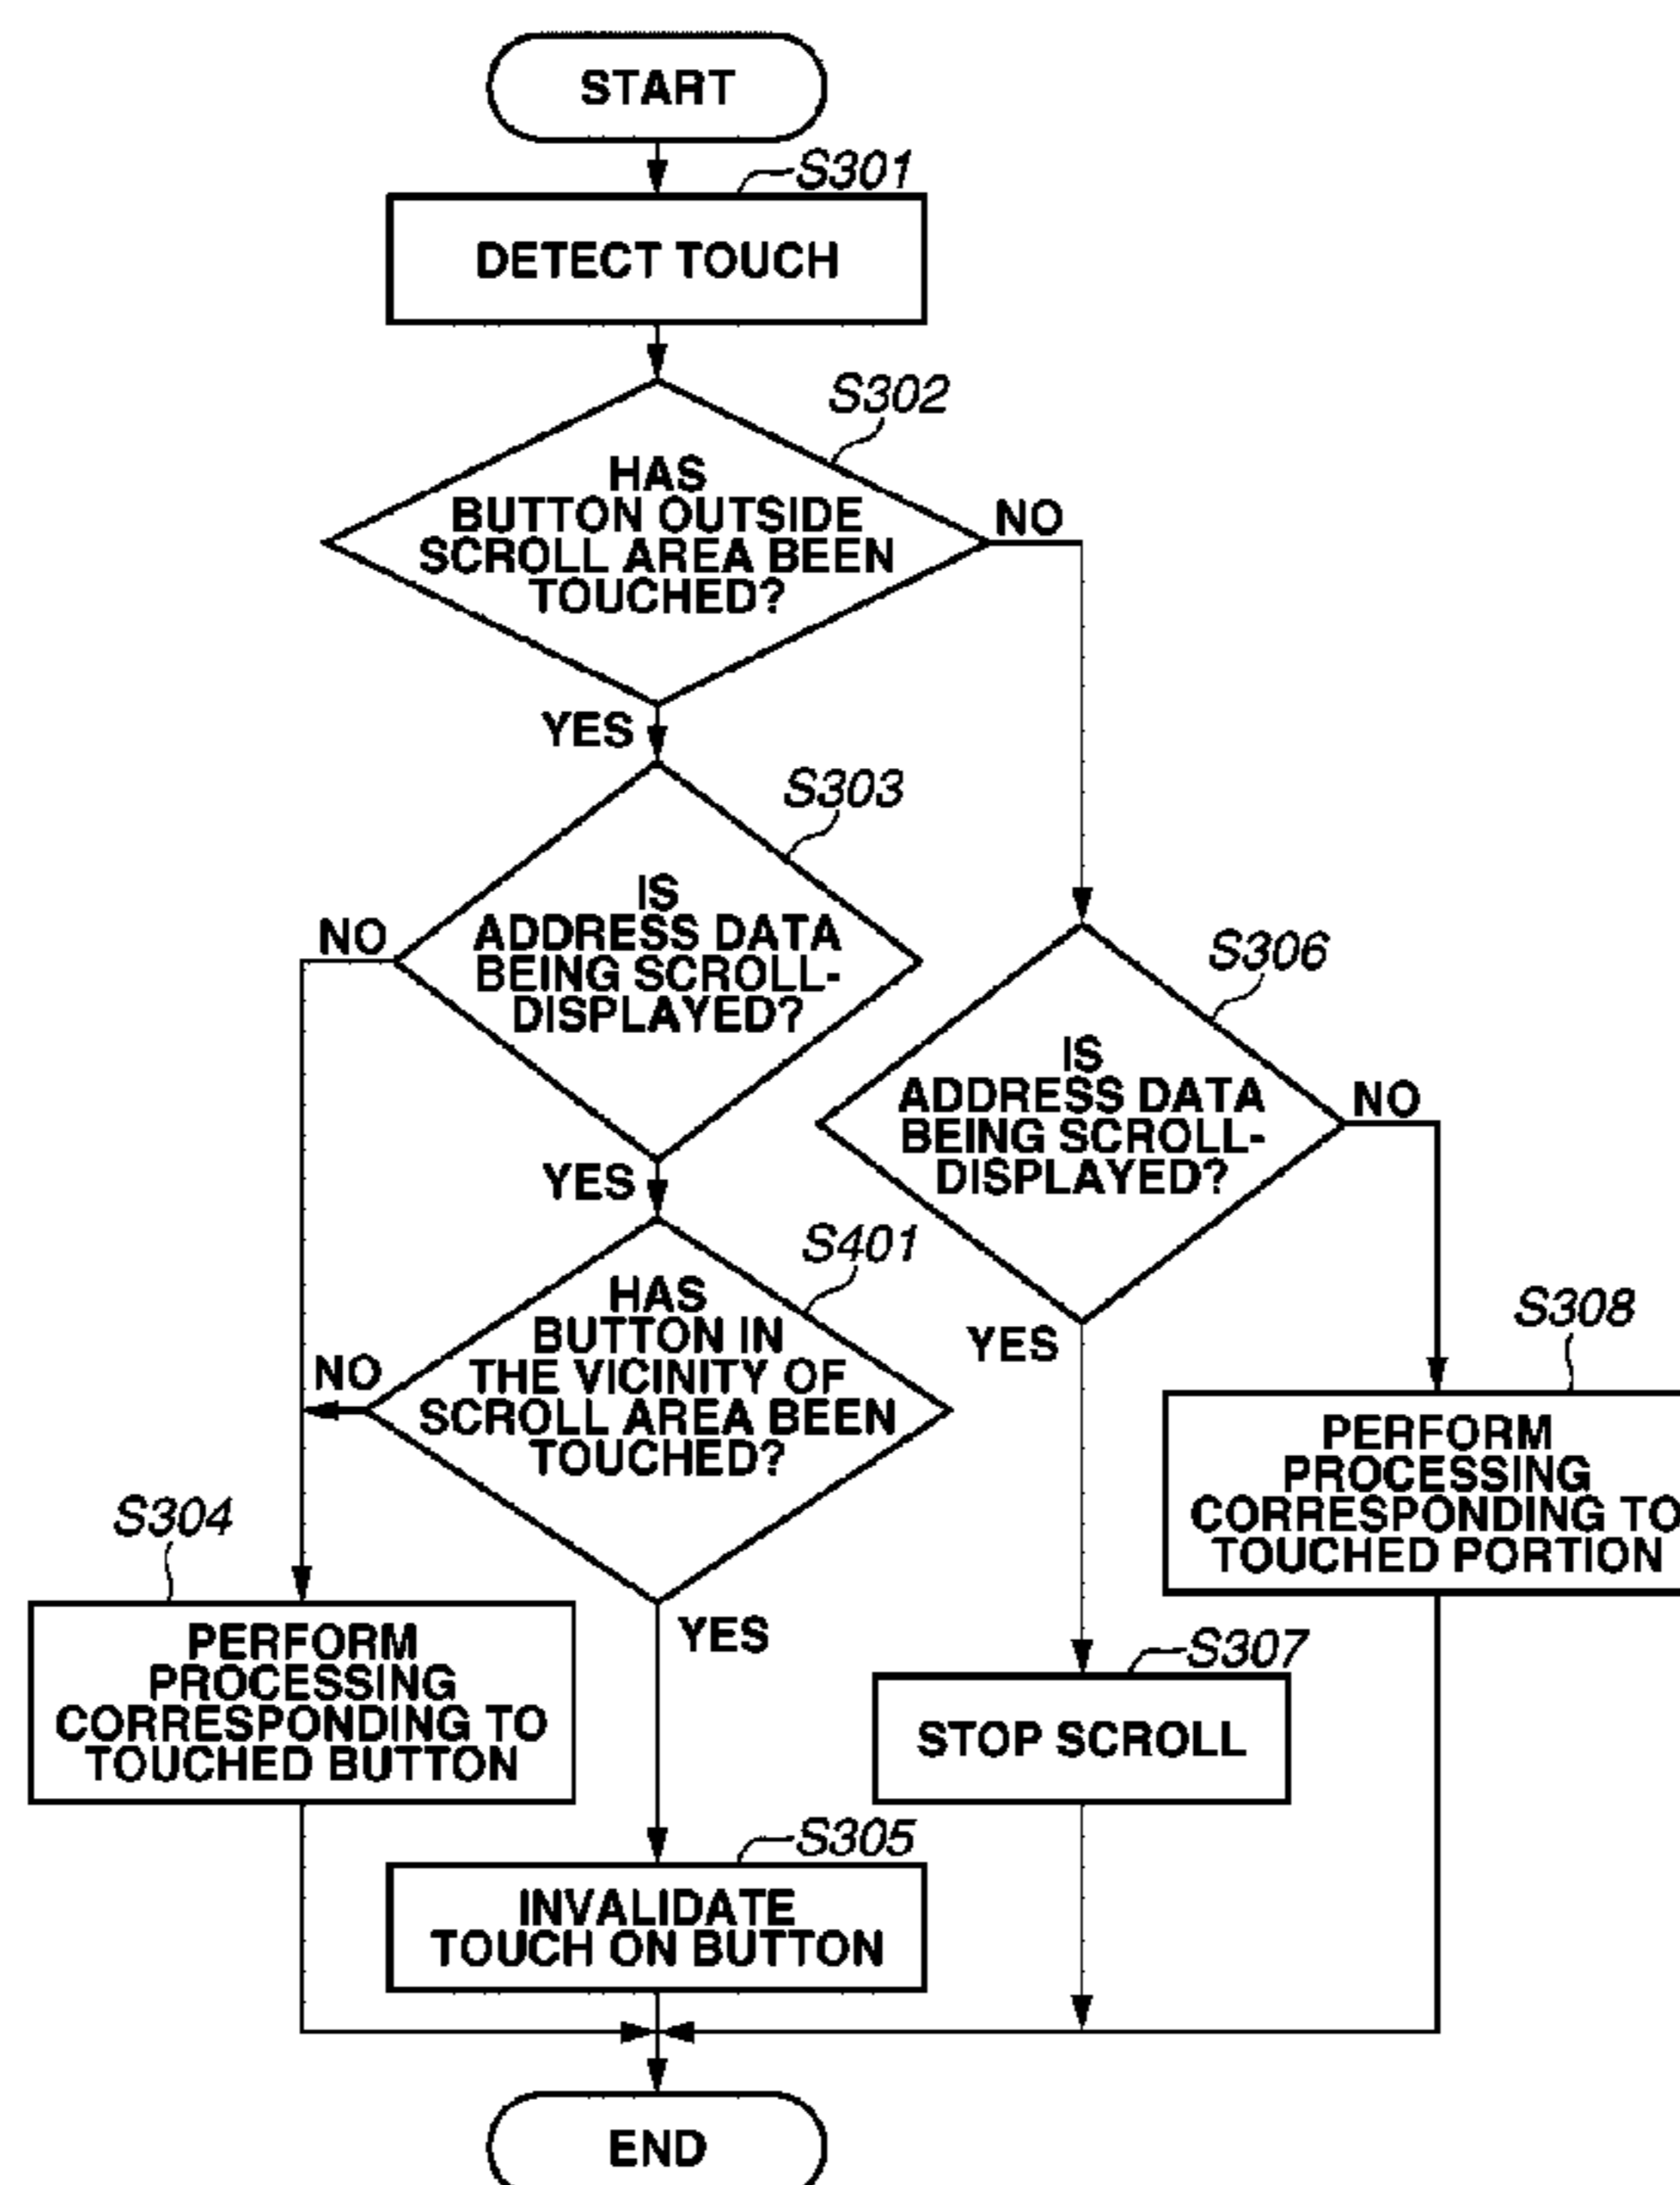 START
S301
DETECT TOUCH
S302
HAS
BUTTON OUTSIDE
SCROLL AREA BEEN
TOUCHED?
NO
YES
S303
IS
ADDRESS DATA
BEING SCROLL-
DISPLAYED?
NO
YES
S306
IS
ADDRESS DATA
BEING SCROLL-
DISPLAYED?
NO
YES
S401
HAS
BUTTON IN
THE VICINITY OF
SCROLL AREA BEEN
TOUCHED?
NO
YES
S308
PERFORM
PROCESSING
CORRESPONDING TO
TOUCHED PORTION
S304
PERFORM
PROCESSING
CORRESPONDING TO
TOUCHED BUTTON
S307
STOP SCROLL
S305
INVALIDATE
TOUCH ON BUTTON
END